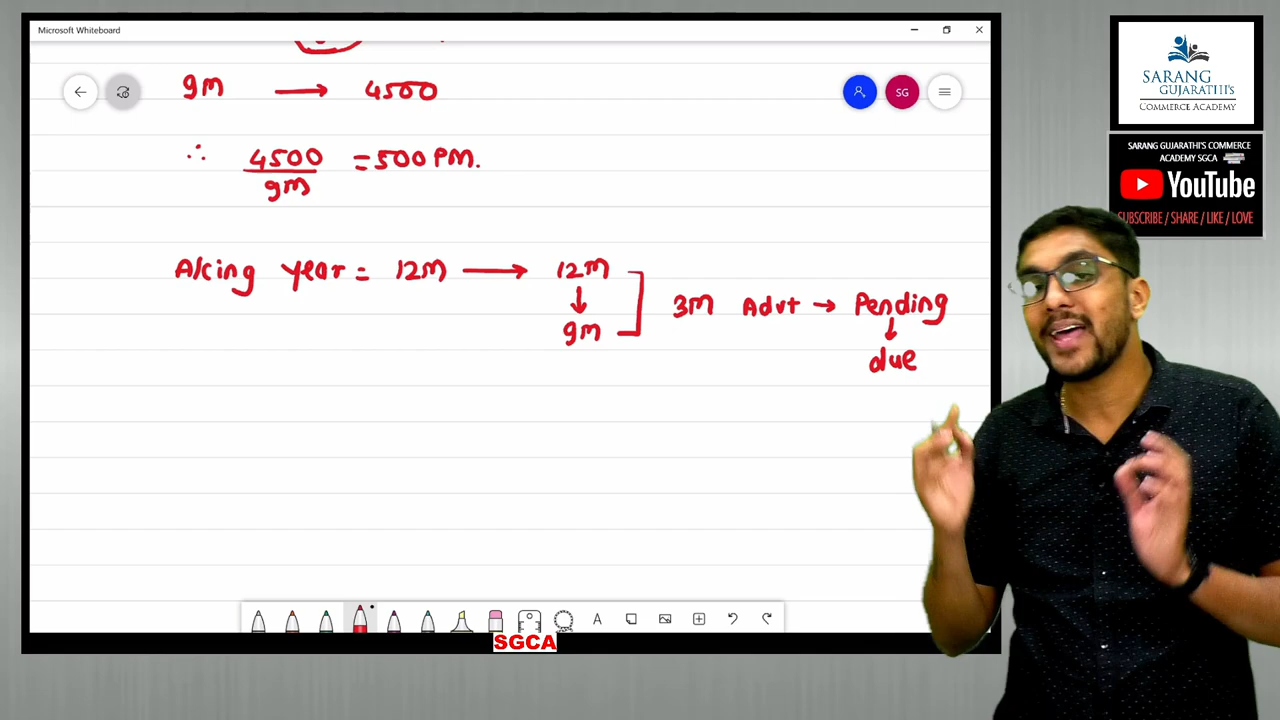 Microsoft Whiteboard
9m → 4500
∴ 4500/9m = 500 PM.
A/cing year = 12M → 12M
↓
9m
3M Advt → Pending
↓
due
SG
A
SGCA
SARANG
GUJARATHI'S
COMMERCE ACADEMY
SARANG GUJARATHI'S COMMERCE
ACADEMY SGCA
YouTube
SUBSCRIBE / SHARE / LIKE / LOVE